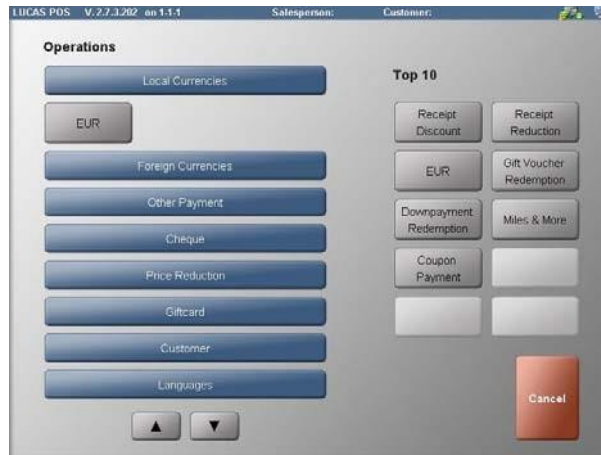 LUCAS POS V. 2.7.3.202 on 1-1-1 Salesperson: Customer:
Operations
Local Currencies
EUR
Foreign Currencies
Other Payment
Cheque
Price Reduction
Giftcard
Customer
Languages
Top 10
Receipt
Discount
Receipt
Reduction
EUR
Gift Voucher
Redemption
Downpayment
Redemption
Miles & More
Coupon
Payment
Cancel